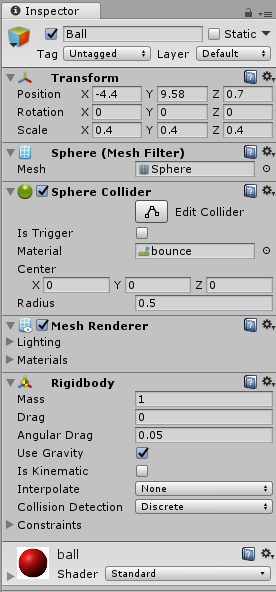 Inspector
Ball Static
Tag Untagged Layer Default
Transform
Position X -4.4 Y 9.58 Z 0.7
Rotation X 0 Y 0 Z 0
Scale X 0.4 Y 0.4 Z 0.4
Sphere (Mesh Filter)
Mesh Sphere
Sphere Collider
Edit Collider
Is Trigger
Material bounce
Center
X 0 Y 0 Z 0
Radius 0.5
Mesh Renderer
Lighting
Materials
Rigidbody
Mass 1
Drag 0
Angular Drag 0.05
Use Gravity
Is Kinematic
Interpolate None
Collision Detection Discrete
Constraints
ball
Shader Standard